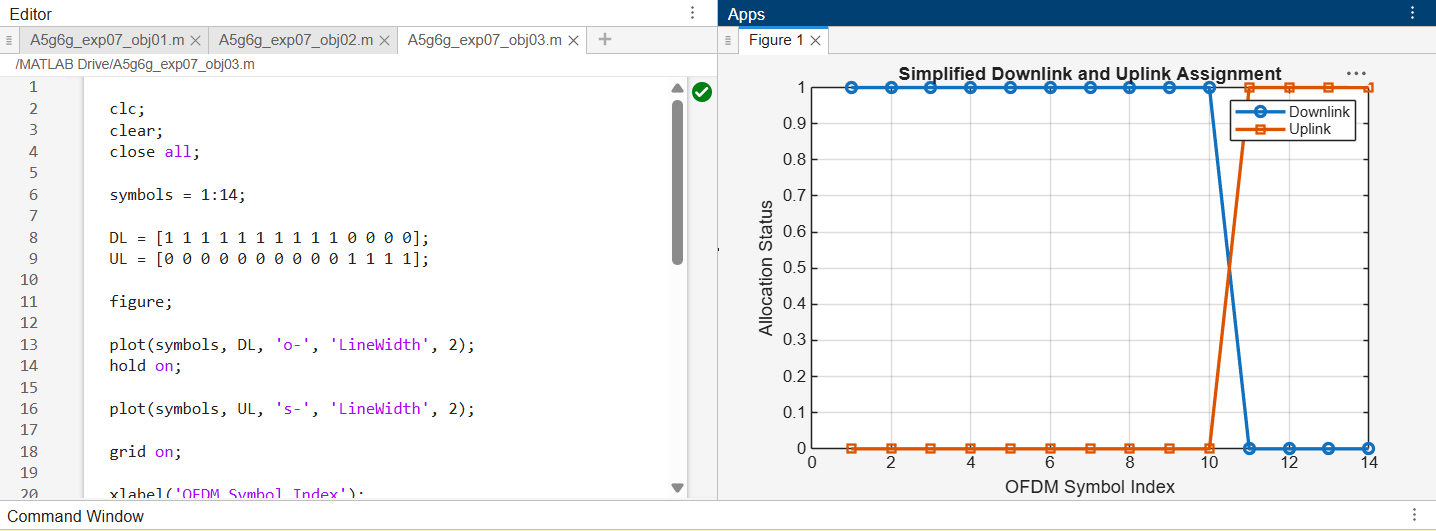 Editor
A5g6g_exp07_obj01.m
A5g6g_exp07_obj02.m
A5g6g_exp07_obj03.m
/MATLAB Drive/A5g6g_exp07_obj03.m
1
2 clc;
3 clear;
4 close all;
5
6 symbols = 1:14;
7
8 DL = [1 1 1 1 1 1 1 1 1 1 0 0 0 0];
9 UL = [0 0 0 0 0 0 0 0 0 0 1 1 1 1];
10
11 figure;
12
13 plot(symbols, DL, 'o-', 'LineWidth', 2);
14 hold on;
15
16 plot(symbols, UL, 's-', 'LineWidth', 2);
17
18 grid on;
19
20 xlabel('OFDM Symbol Index');
Apps
Figure 1
Simplified Downlink and Uplink Assignment
Downlink
Uplink
Allocation Status
1
0.9
0.8
0.7
0.6
0.5
0.4
0.3
0.2
0.1
0
0 2 4 6 8 10 12 14
OFDM Symbol Index
Command Window